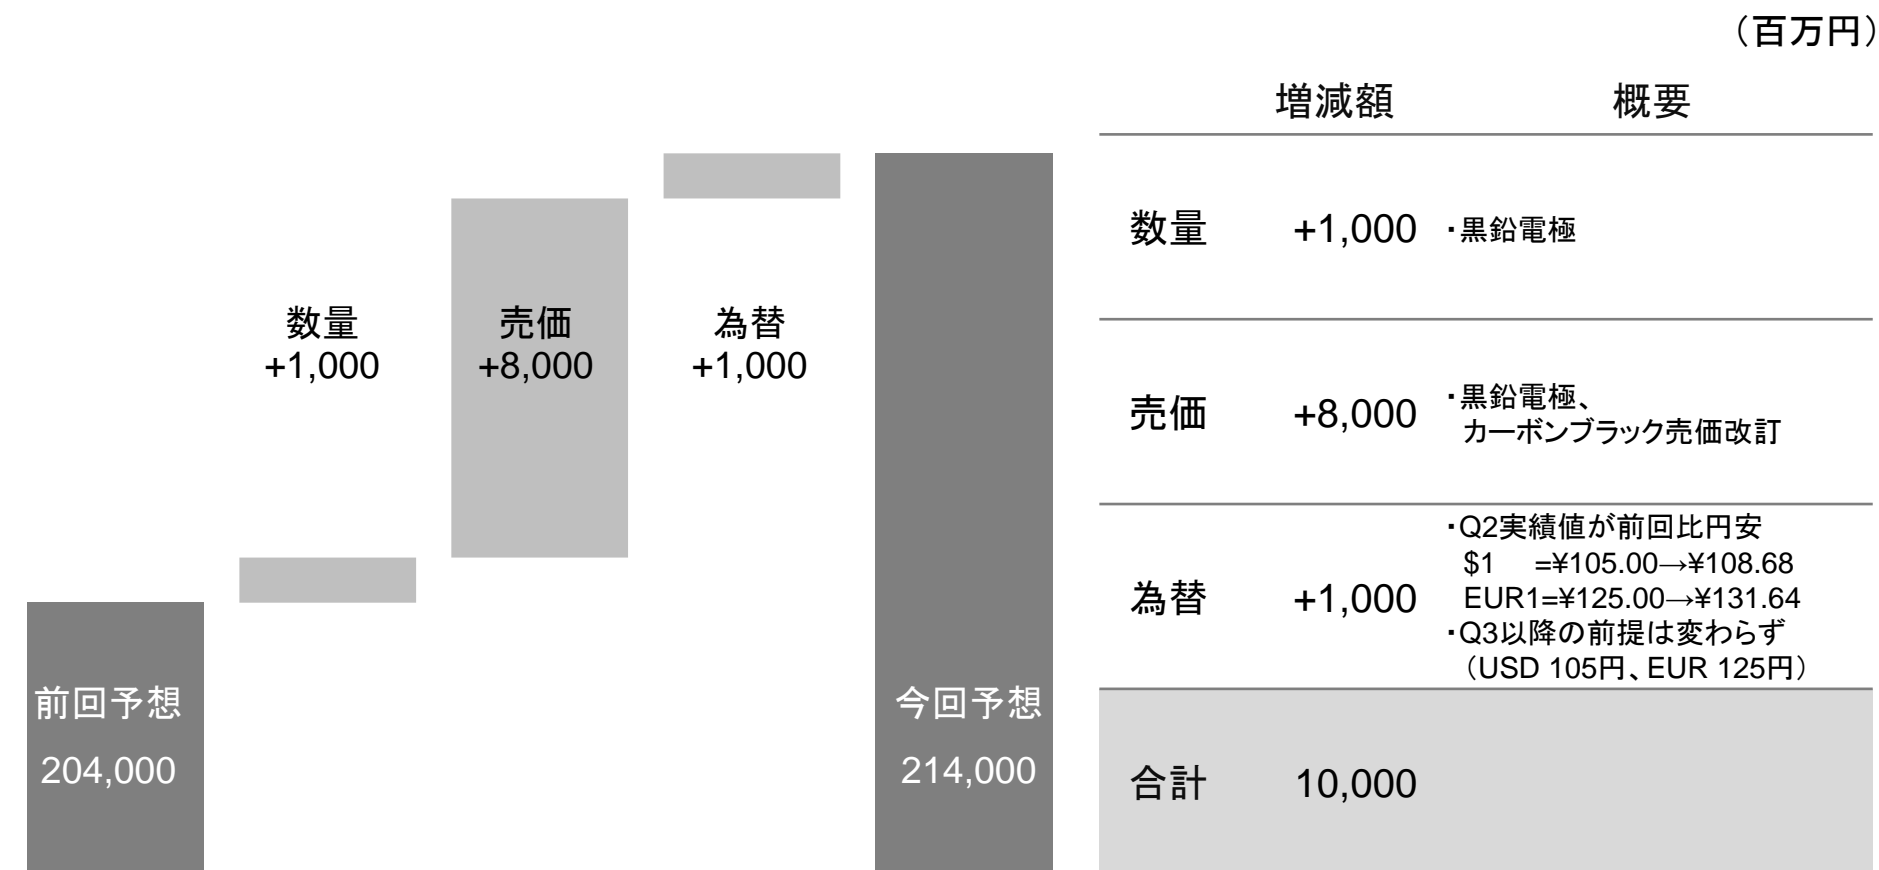 （百万円）
数量
+1,000
売価
+8,000
為替
+1,000
前回予想
204,000
今回予想
214,000
増減額 概要
数量 +1,000 ・黒鉛電極
売価 +8,000 ・黒鉛電極、
カーボンブラック売価改訂
為替 +1,000 ・Q2実績値が前回比円安
$1 =¥105.00→¥108.68
EUR1=¥125.00→¥131.64
・Q3以降の前提は変わらず
（USD 105円、EUR 125円）
合計 10,000